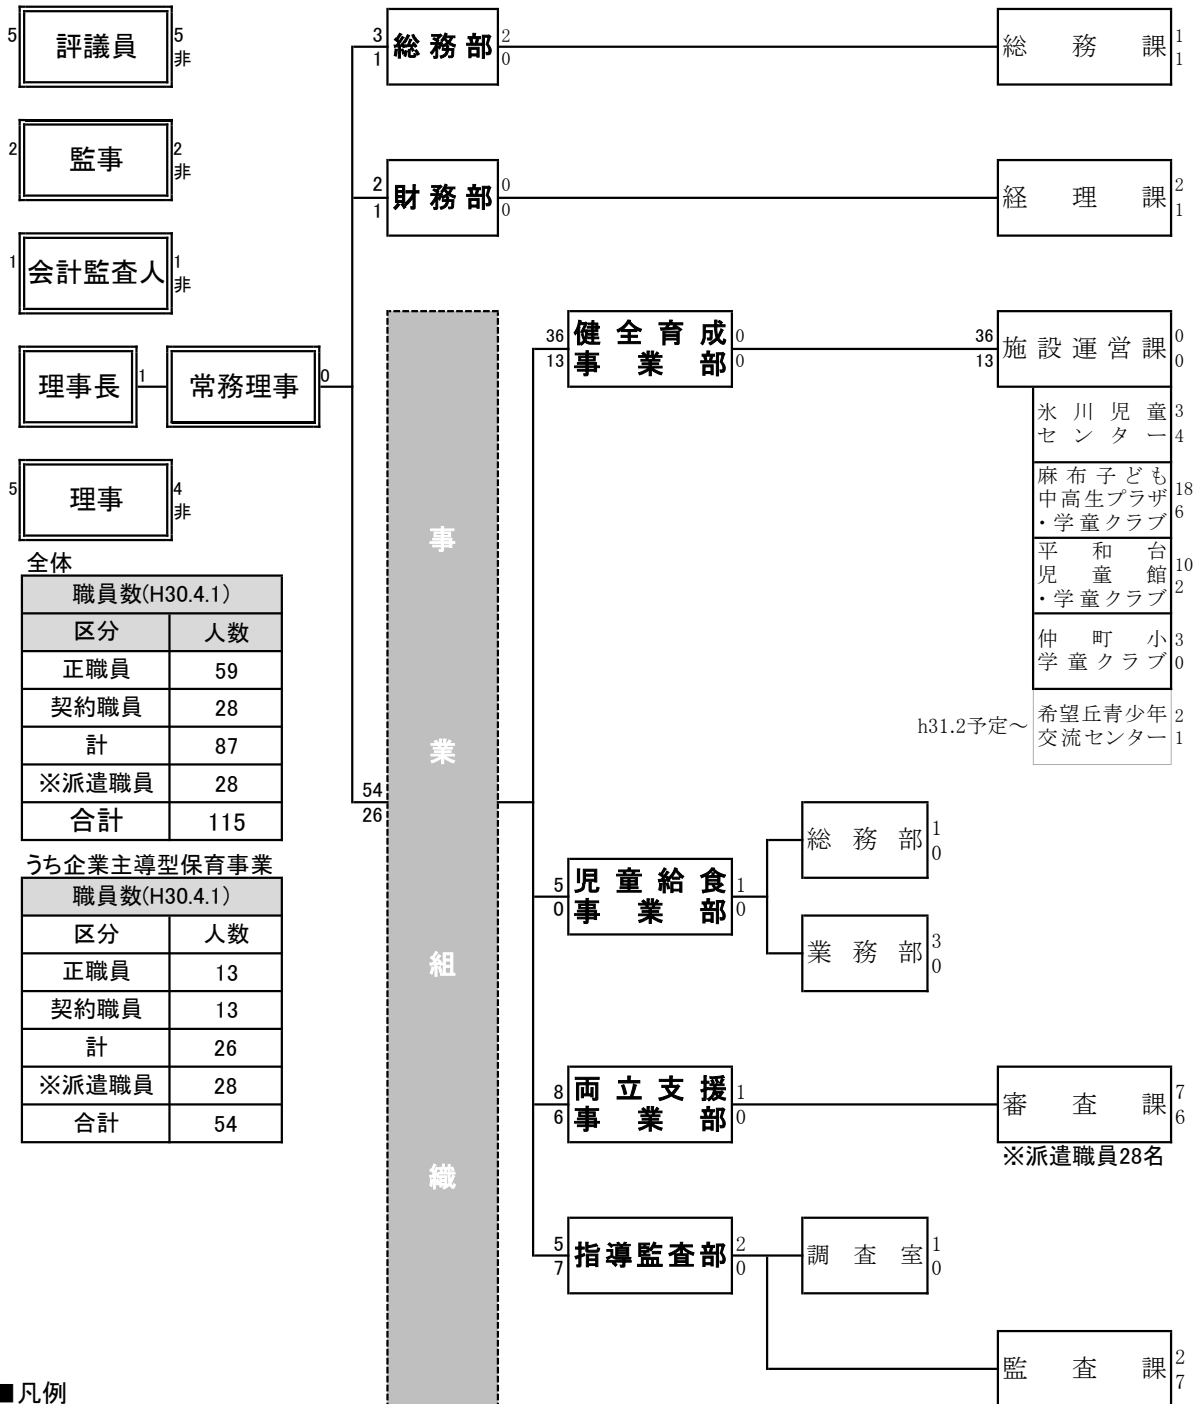 5 評議員 5 非
2 監事 2 非
1 会計監査人 1 非
理事長 1 常務理事 0
5 理事 4 非
全体
職員数(H30.4.1)
区分 人数
正職員 59
契約職員 28
計 87
※派遣職員 28
合計 115
うち企業主導型保育事業
職員数(H30.4.1)
区分 人数
正職員 13
契約職員 13
計 26
※派遣職員 28
合計 54
■凡例
3 1 総務部 2 0
総務課 1 1
2 1 財務部 0 0
経理課 2 1
54 26
事業組織
36 13
健全育成
事業部
0 0
36 13 施設運営課 0 0
氷川児童 3
センター 4
麻布子ども
中高生プラザ 18
・学童クラブ 6
平和台
児童館 10
・学童クラブ 2
仲町小 3
学童クラブ 0
h31.2予定～
希望丘青少年 2
交流センター 1
5 0
児童給食
事業部
1 0
総務部 1 0
業務部 3 0
8 6
両立支援
事業部
1 0
審査課 7 6
※派遣職員28名
5 7 指導監査部 2 0
調査室 1 0
監査課 2 7